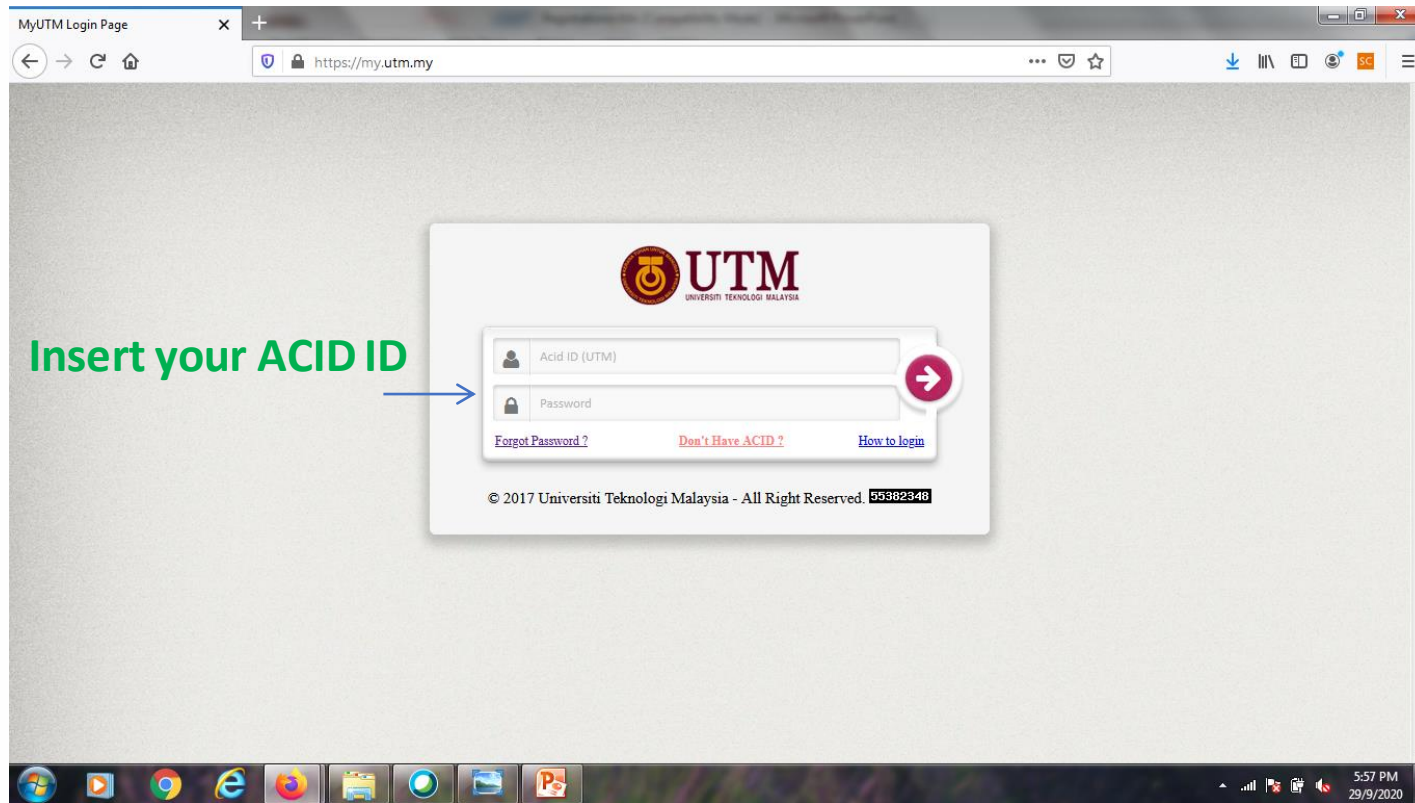 MyUTM Login Page
https://my.utm.my
SC
UTM
UNIVERSITI TEKNOLOGI MALAYSIA
Insert your ACID ID
Acid ID (UTM)
Password
Forgot Password ?
Don't Have ACID ?
How to login
© 2017 Universiti Teknologi Malaysia - All Right Reserved. 55382348
5:57 PM
29/9/2020